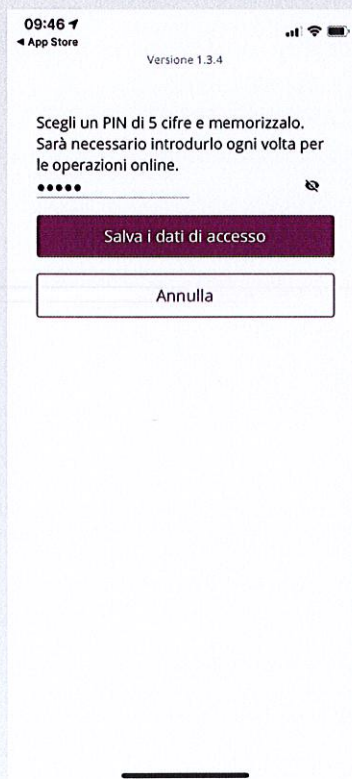 09:46
App Store
Versione 1.3.4
Scegli un PIN di 5 cifre e memorizzalo.
Sarà necessario introdurlo ogni volta per
le operazioni online.
•••••
Salva i dati di accesso
Annulla